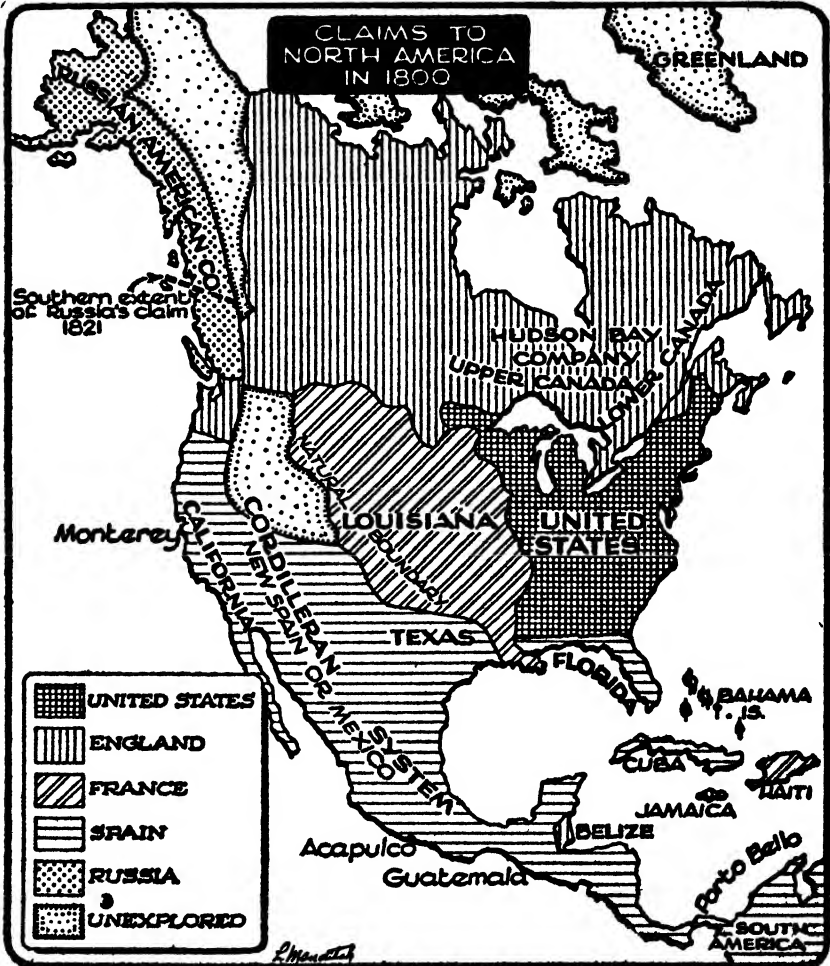 CLAIMS TO
NORTH AMERICA
IN 1800
GREENLAND
RUSSIAN AMERICAN CO.
Southern extent
of Russia's claim
1821
HUDSON BAY
COMPANY
UPPER CANADA
LOWER CANADA
NATURAL BOUNDARY
LOUISIANA
UNITED
STATES
Monterey
CALIFORNIA
CORDILLERAN SYSTEM
NEW SPAIN OR MEXICO
TEXAS
FLORIDA
BAHAMA
IS.
CUBA
HAITI
JAMAICA
BELIZE
Acapulco
Guatemala
Porto Bello
SOUTH
AMERICA
UNITED STATES
ENGLAND
FRANCE
SPAIN
RUSSIA
UNEXPLORED